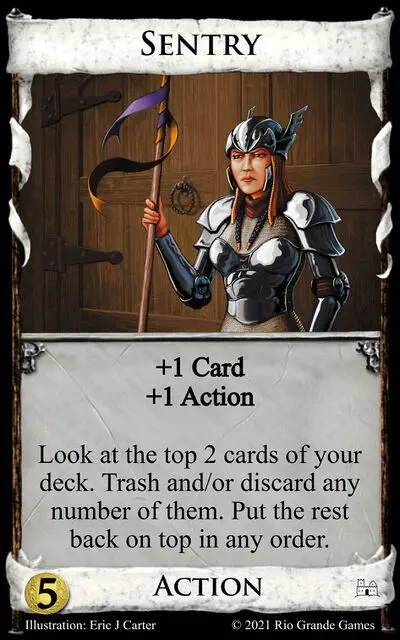 SENTRY
+1 Card
+1 Action
Look at the top 2 cards of your
deck. Trash and/or discard any
number of them. Put the rest
back on top in any order.
5
ACTION
Illustration: Eric J Carter
© 2021 Rio Grande Games